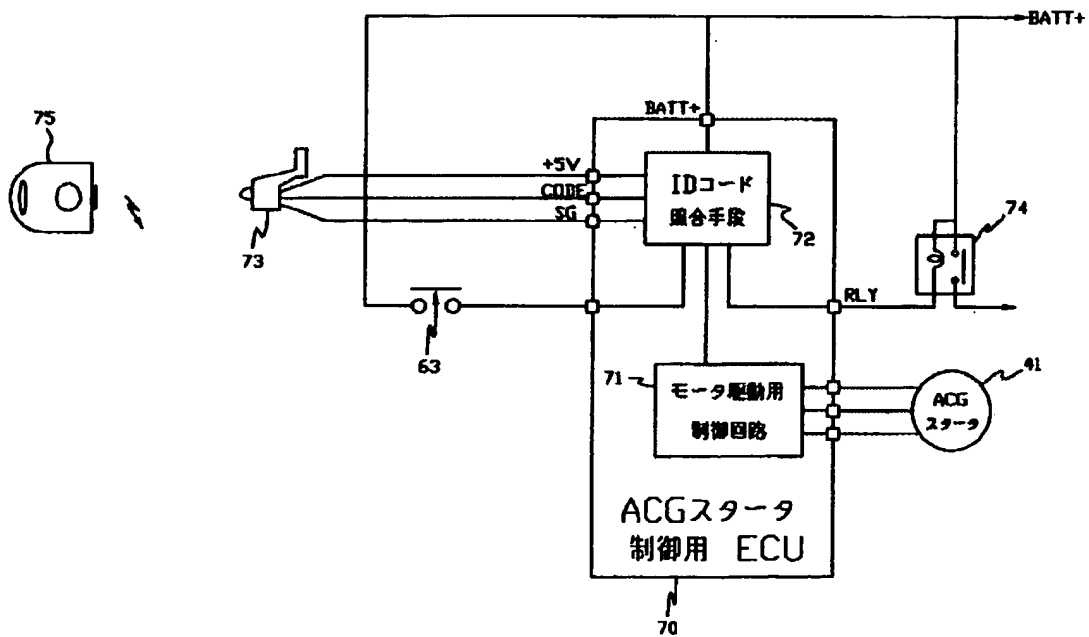 BATT+
75
BATT+
+5V
CODE
SG
IDコード
照合手段
72
73
74
RLY
63
71
モータ駆動用
制御回路
41
ACG
スタータ
ACGスタータ
制御用 ECU
70